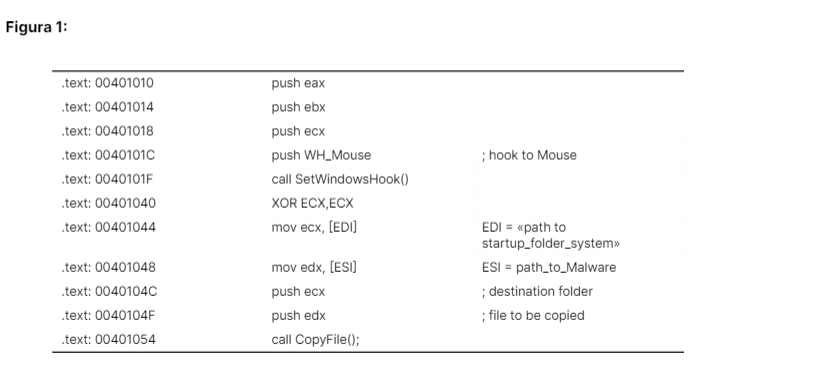 Figura 1:
.text: 00401010 push eax
.text: 00401014 push ebx
.text: 00401018 push ecx
.text: 0040101C push WH_Mouse ; hook to Mouse
.text: 0040101F call SetWindowsHook()
.text: 00401040 XOR ECX,ECX
.text: 00401044 mov ecx, [EDI] EDI = «path to
startup_folder_system»
.text: 00401048 mov edx, [ESI] ESI = path_to_Malware
.text: 0040104C push ecx ; destination folder
.text: 0040104F push edx ; file to be copied
.text: 00401054 call CopyFile();